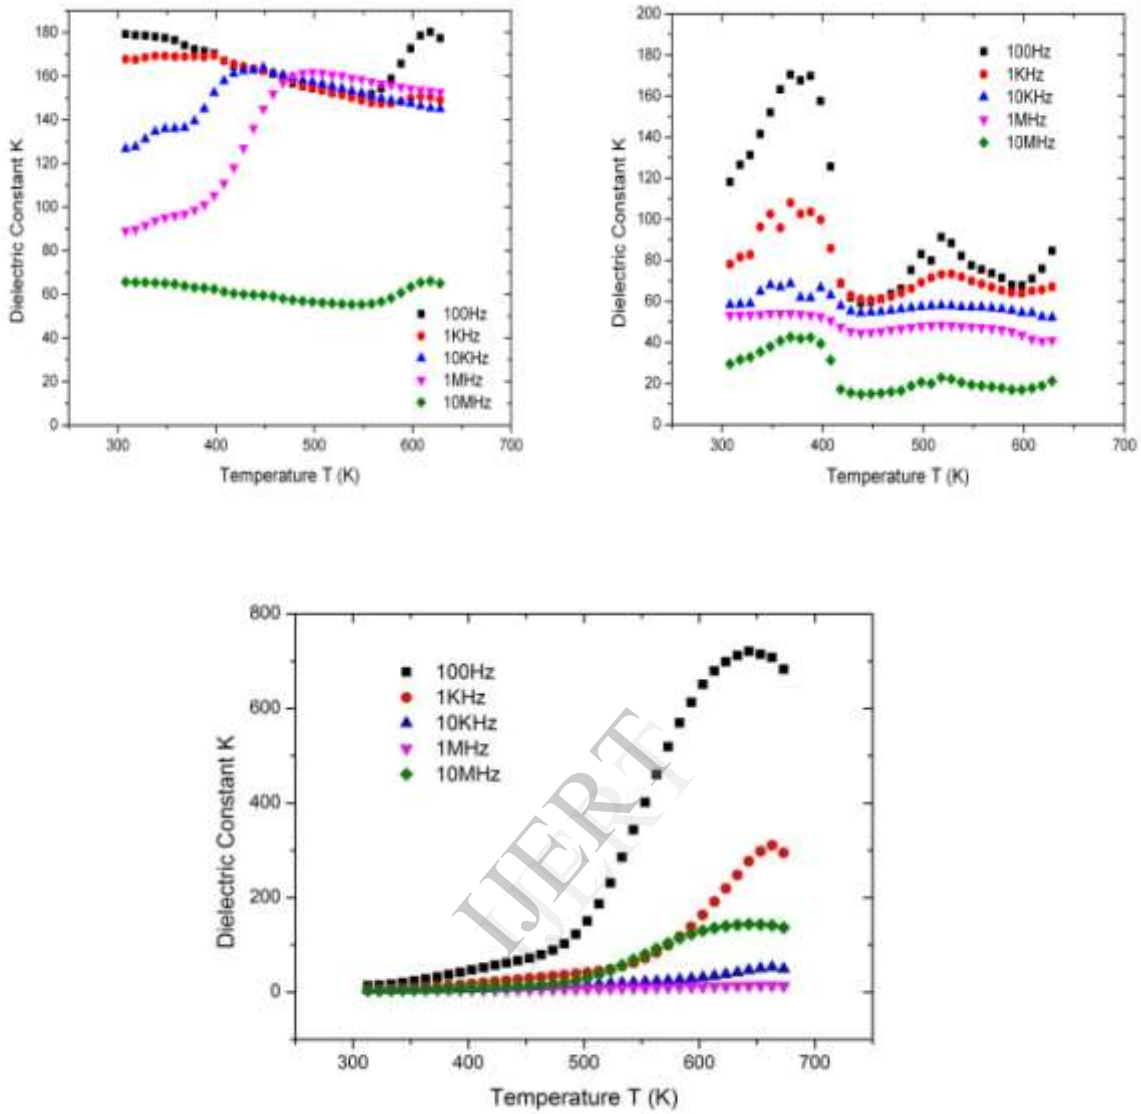 180
160
140
120
100
80
60
40
20
0
Dielectric Constant K
100Hz
1KHz
10KHz
1MHz
10MHz
300 400 500 600 700
Temperature T (K)
200
180
160
140
120
100
80
60
40
20
0
Dielectric Constant K
100Hz
1KHz
10KHz
1MHz
10MHz
300 400 500 600 700
Temperature T (K)
800
600
400
200
0
Dielectric Constant K
100Hz
1KHz
10KHz
1MHz
10MHz
IJERT
300 400 500 600 700
Temperature T (K)